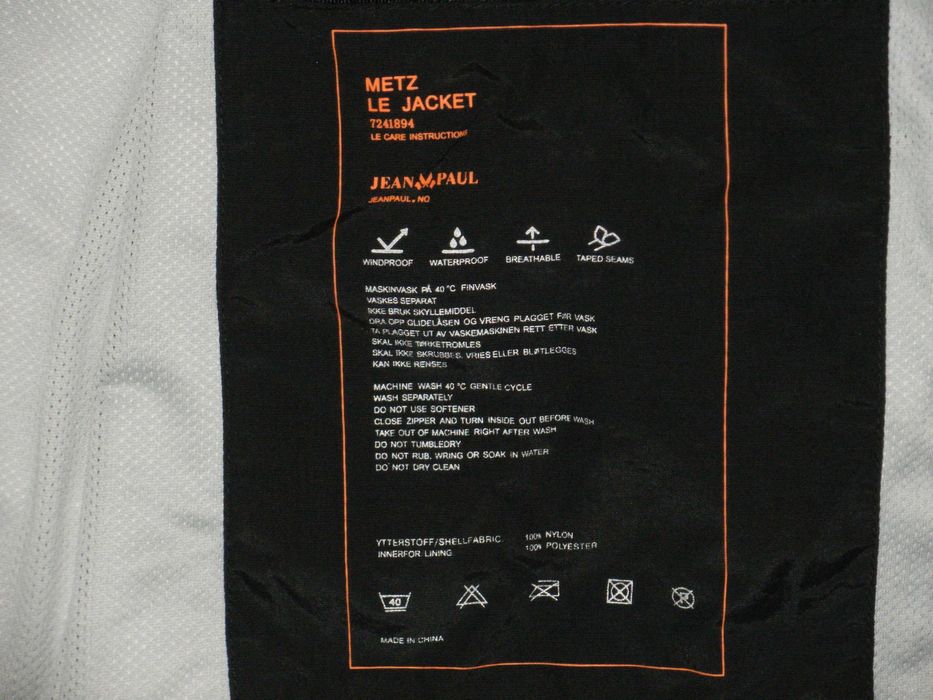 METZ
LE JACKET
7241894
LE CARE INSTRUCTIONS
JEAN PAUL
JEANPAUL.NO
WINDPROOF WATERPROOF BREATHABLE TAPED SEAMS
MASKINVASK PÅ 40 °C FINVASK
VASKES SEPARAT
IKKE BRUK SKYLLEMIDDEL
DRA OPP GLIDELÅSEN OG VRENG PLAGGET FØR VASK
TA PLAGGET UT AV VASKEMASKINEN RETT ETTER VASK
SKAL IKKE TØRKETROMLES
SKAL IKKE SKRUBBES, VRIES ELLER BLØTLEGGES
KAN IKKE RENSES
MACHINE WASH 40 °C GENTLE CYCLE
WASH SEPARATELY
DO NOT USE SOFTENER
CLOSE ZIPPER AND TURN INSIDE OUT BEFORE WASH
TAKE OUT OF MACHINE RIGHT AFTER WASH
DO NOT TUMBLEDRY
DO NOT RUB, WRING OR SOAK IN WATER
DO NOT DRY CLEAN
YTTERSTOFF/SHELLFABRIC 100% NYLON
INNERFOR LINING 100% POLYESTER
40 P
MADE IN CHINA